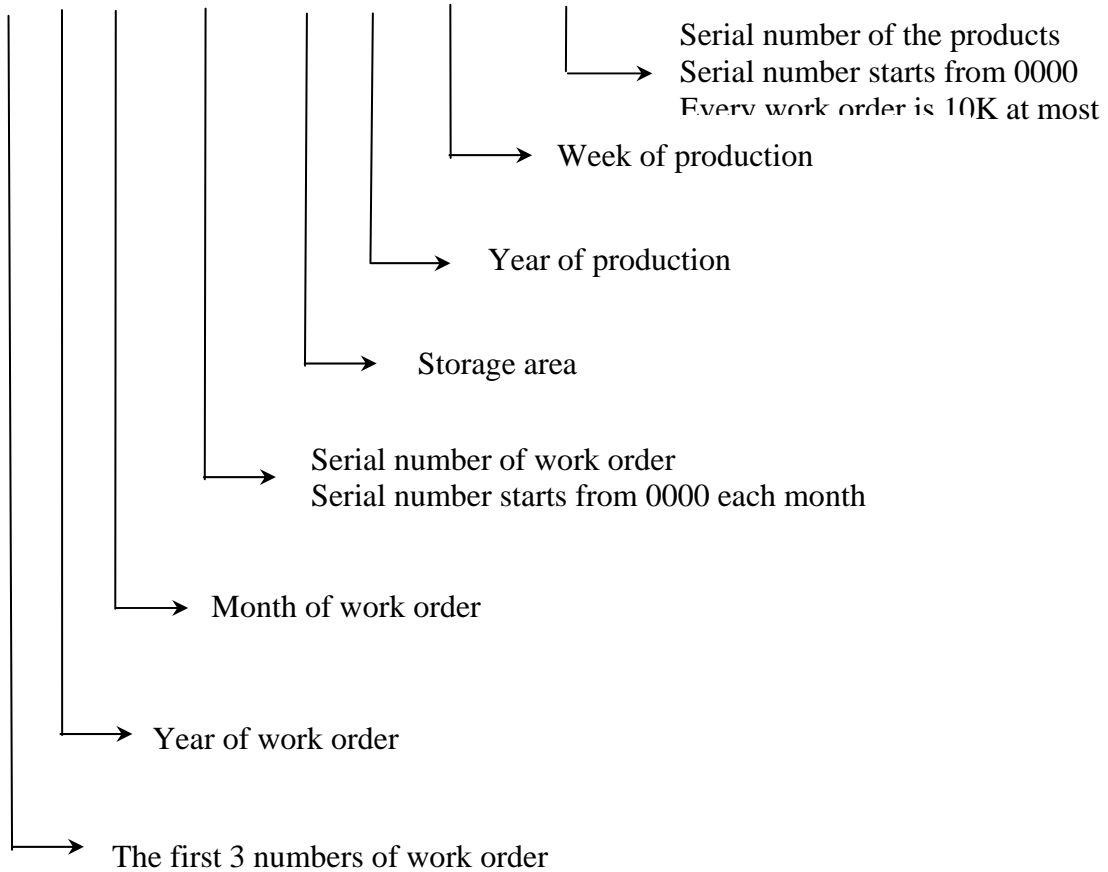 Serial number of the products
Serial number starts from 0000
Every work order is 10K at most
Week of production
Year of production
Storage area
Serial number of work order
Serial number starts from 0000 each month
Month of work order
Year of work order
The first 3 numbers of work order